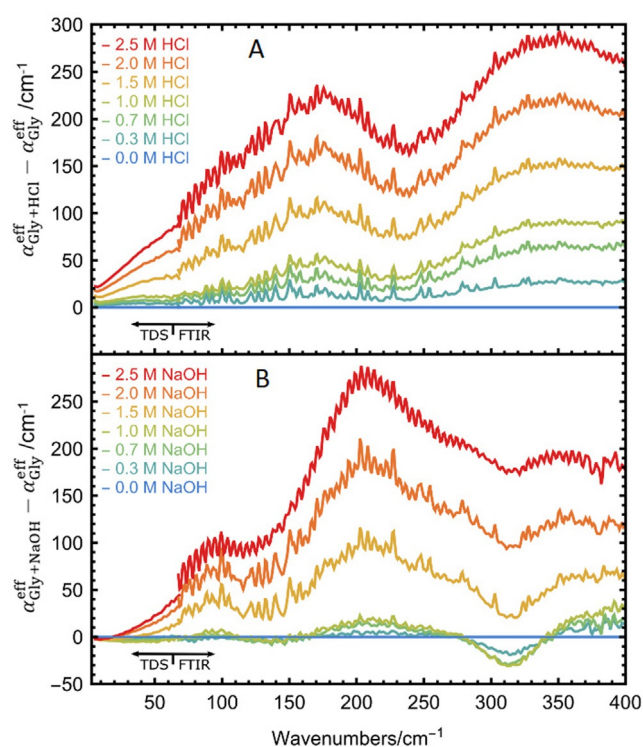 A
300
– 2.5 M HCl
– 2.0 M HCl
– 1.5 M HCl
– 1.0 M HCl
– 0.7 M HCl
– 0.3 M HCl
– 0.0 M HCl
250
200
150
100
50
0
α^eff_Gly+HCl − α^eff_Gly /cm⁻¹
TDS FTIR
B
– 2.5 M NaOH
– 2.0 M NaOH
– 1.5 M NaOH
– 1.0 M NaOH
– 0.7 M NaOH
– 0.3 M NaOH
– 0.0 M NaOH
250
200
150
100
50
0
−50
α^eff_Gly+NaOH − α^eff_Gly /cm⁻¹
TDS FTIR
50 100 150 200 250 300 350 400
Wavenumbers/cm⁻¹